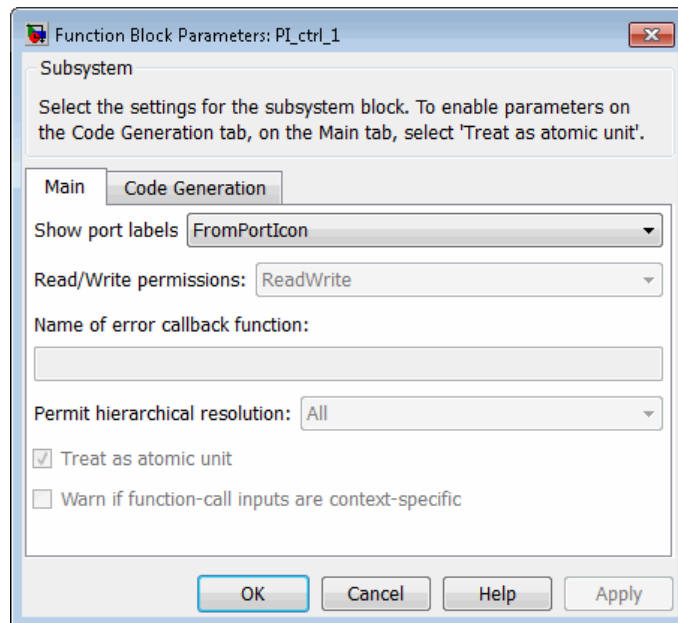 Function Block Parameters: PI_ctrl_1
Subsystem
Select the settings for the subsystem block. To enable parameters on
the Code Generation tab, on the Main tab, select 'Treat as atomic unit'.
Main Code Generation
Show port labels FromPortIcon
Read/Write permissions: ReadWrite
Name of error callback function:
Permit hierarchical resolution: All
Treat as atomic unit
Warn if function-call inputs are context-specific
OK Cancel Help Apply